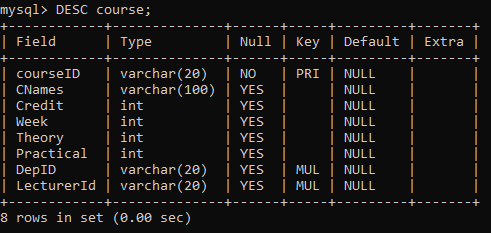 mysql> DESC course;
+------------+--------------+------+-----+---------+-------+
| Field      | Type         | Null | Key | Default | Extra |
+------------+--------------+------+-----+---------+-------+
| courseID   | varchar(20)  | NO   | PRI | NULL    |       |
| CNames     | varchar(100) | YES  |     | NULL    |       |
| Credit     | int          | YES  |     | NULL    |       |
| Week       | int          | YES  |     | NULL    |       |
| Theory     | int          | YES  |     | NULL    |       |
| Practical  | int          | YES  |     | NULL    |       |
| DepID      | varchar(20)  | YES  | MUL | NULL    |       |
| LecturerId | varchar(20)  | YES  | MUL | NULL    |       |
+------------+--------------+------+-----+---------+-------+
8 rows in set (0.00 sec)